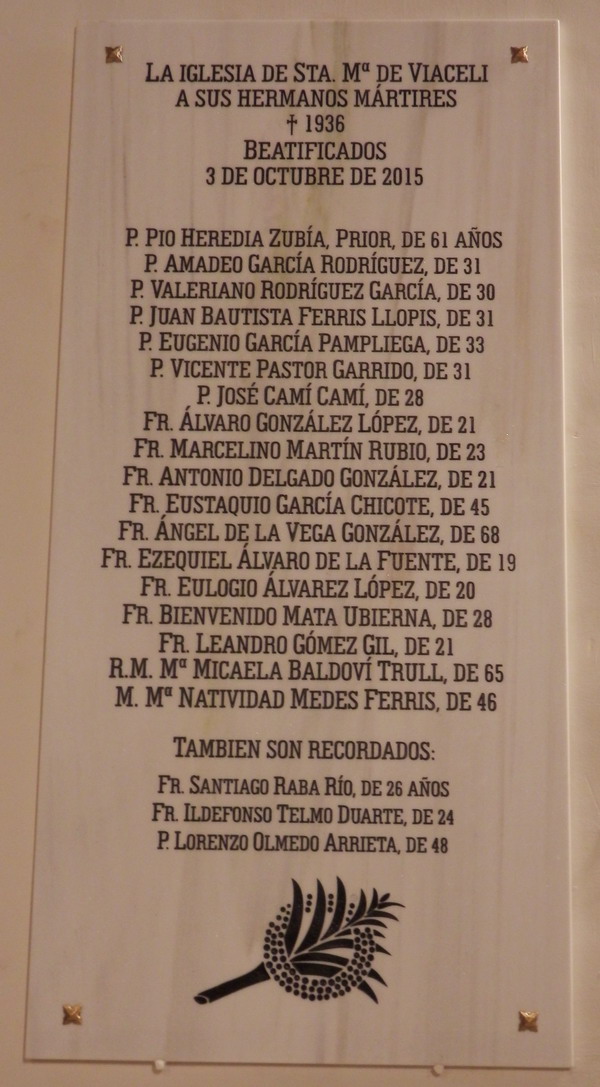 LA IGLESIA DE STA. Mª DE VIACELI
A SUS HERMANOS MÁRTIRES
† 1936
BEATIFICADOS
3 DE OCTUBRE DE 2015
P. PIO HEREDIA ZUBÍA, PRIOR, DE 61 AÑOS
P. AMADEO GARCÍA RODRÍGUEZ, DE 31
P. VALERIANO RODRÍGUEZ GARCÍA, DE 30
P. JUAN BAUTISTA FERRIS LLOPIS, DE 31
P. EUGENIO GARCÍA PAMPLIEGA, DE 33
P. VICENTE PASTOR GARRIDO, DE 31
P. JOSÉ CAMÍ CAMÍ, DE 28
FR. ÁLVARO GONZÁLEZ LÓPEZ, DE 21
FR. MARCELINO MARTÍN RUBIO, DE 23
FR. ANTONIO DELGADO GONZÁLEZ, DE 21
FR. EUSTAQUIO GARCÍA CHICOTE, DE 45
FR. ÁNGEL DE LA VEGA GONZÁLEZ, DE 68
FR. EZEQUIEL ÁLVARO DE LA FUENTE, DE 19
FR. EULOGIO ÁLVAREZ LÓPEZ, DE 20
FR. BIENVENIDO MATA UBIERNA, DE 28
FR. LEANDRO GÓMEZ GIL, DE 21
R.M. Mª MICAELA BALDOVÍ TRULL, DE 65
M. Mª NATIVIDAD MEDES FERRIS, DE 46
TAMBIEN SON RECORDADOS:
FR. SANTIAGO RABA RÍO, DE 26 AÑOS
FR. ILDEFONSO TELMO DUARTE, DE 24
P. LORENZO OLMEDO ARRIETA, DE 48